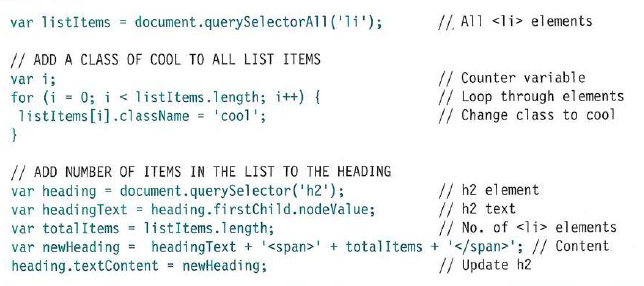 var listItems = document.querySelectorAll('li'); // All <li> elements
// ADD A CLASS OF COOL TO ALL LIST ITEMS
var i; // Counter variable
for (i = 0; i < listItems.length; i++) { // Loop through elements
listItems[i].className = 'cool'; // Change class to cool
}
// ADD NUMBER OF ITEMS IN THE LIST TO THE HEADING
var heading = document.querySelector('h2'); // h2 element
var headingText = heading.firstChild.nodeValue; // h2 text
var totalItems = listItems.length; // No. of <li> elements
var newHeading = headingText + '<span>' + totalItems + '</span>'; // Content
heading.textContent = newHeading; // Update h2